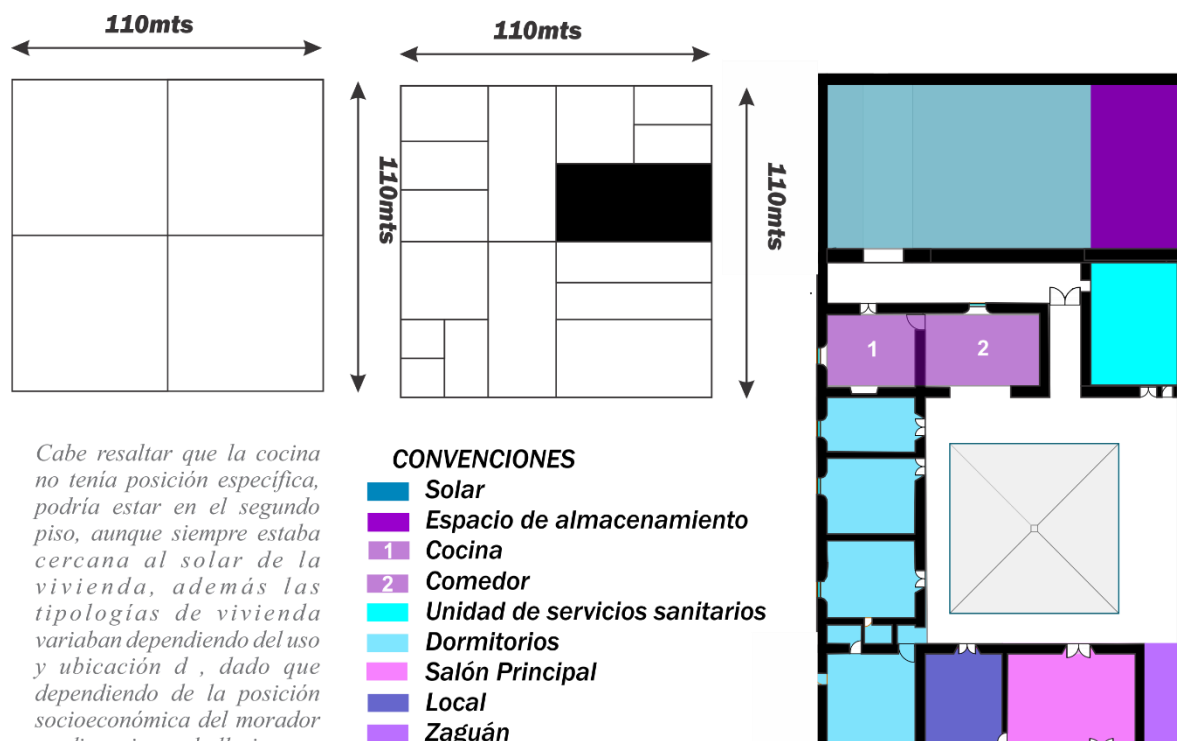 110mts
110mts
110mts
110mts
1
2
Cabe resaltar que la cocina
no tenía posición específica,
podría estar en el segundo
piso, aunque siempre estaba
cercana al solar de la
vivienda, además las
tipologías de vivienda
variaban dependiendo del uso
y ubicación d , dado que
dependiendo de la posición
socioeconómica del morador
CONVENCIONES
Solar
Espacio de almacenamiento
1 Cocina
2 Comedor
Unidad de servicios sanitarios
Dormitorios
Salón Principal
Local
Zaguán